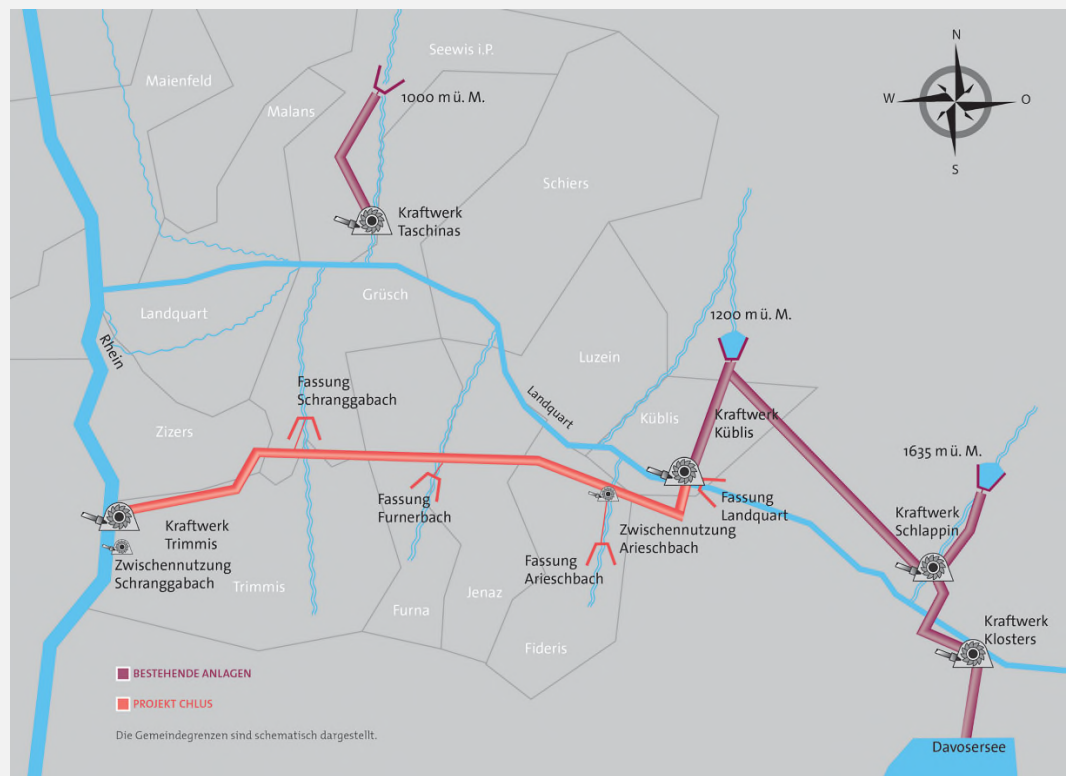 Seewis i.P.
Maienfeld
1000 m ü. M.
Malans
N
W
O
S
Schiers
Kraftwerk
Taschinas
Grüsch
Landquart
1200 m ü. M.
Rhein
Luzein
Fassung
Schranggabach
Landquart
Küblis
Kraftwerk
Küblis
Zizers
1635 m ü. M.
Fassung
Furnerbach
Fassung
Landquart
Kraftwerk
Schlappin
Kraftwerk
Trimmis
Zwischennutzung
Arieschbach
Zwischennutzung
Schranggabach
Fassung
Arieschbach
Trimmis
Jenaz
Furna
Fideris
Kraftwerk
Klosters
BESTEHENDE ANLAGEN
PROJEKT CHLUS
Die Gemeindegrenzen sind schematisch dargestellt.
Davosersee